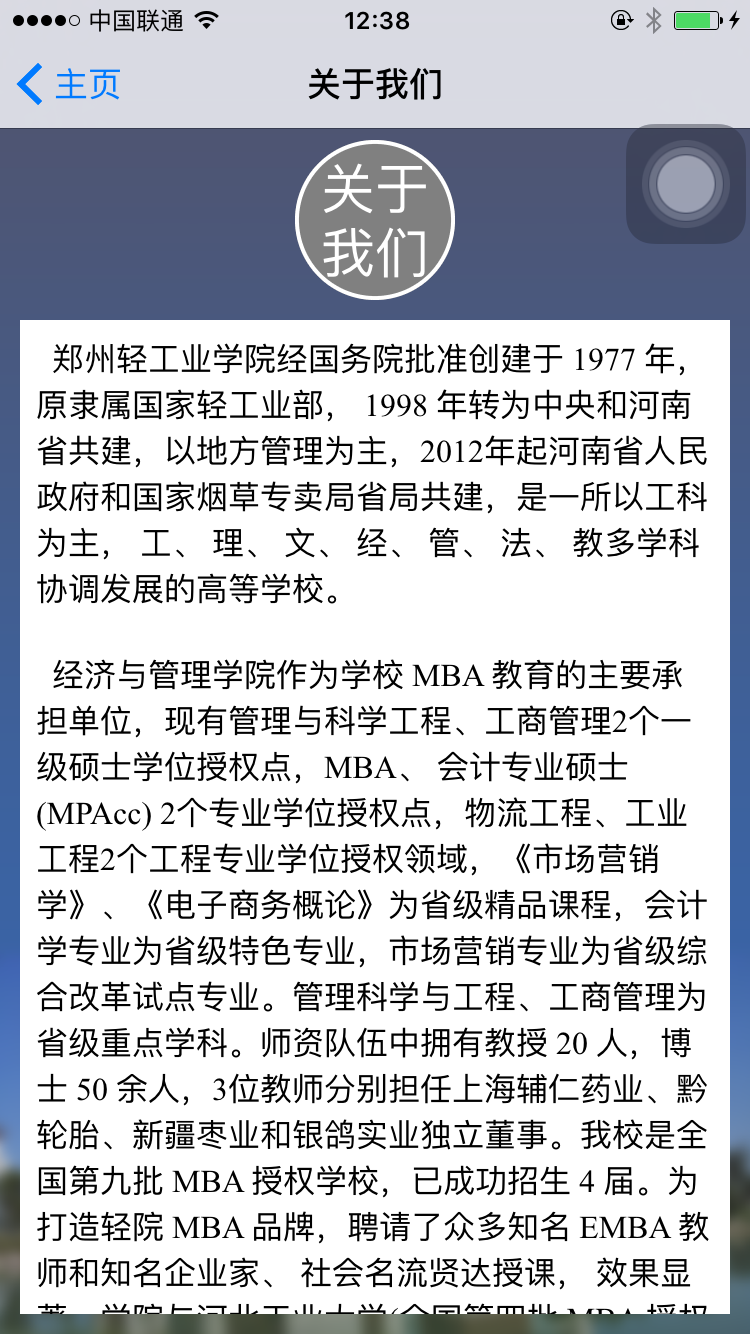 中国联通 12:38
主页 关于我们
关于
我们
郑州轻工业学院经国务院批准创建于 1977 年，
原隶属国家轻工业部， 1998 年转为中央和河南
省共建，以地方管理为主，2012年起河南省人民
政府和国家烟草专卖局省局共建，是一所以工科
为主， 工、 理、 文、 经、 管、 法、 教多学科
协调发展的高等学校。
经济与管理学院作为学校 MBA 教育的主要承
担单位，现有管理与科学工程、工商管理2个一
级硕士学位授权点，MBA、 会计专业硕士
(MPAcc) 2个专业学位授权点，物流工程、工业
工程2个工程专业学位授权领域，《市场营销
学》、《电子商务概论》为省级精品课程，会计
学专业为省级特色专业，市场营销专业为省级综
合改革试点专业。管理科学与工程、工商管理为
省级重点学科。师资队伍中拥有教授 20 人，博
士 50 余人，3位教师分别担任上海辅仁药业、黔
轮胎、新疆枣业和银鸽实业独立董事。我校是全
国第九批 MBA 授权学校，已成功招生 4 届。为
打造轻院 MBA 品牌，聘请了众多知名 EMBA 教
师和知名企业家、 社会名流贤达授课， 效果显
著。学院与河北工业大学(全国第四批 MBA 授权